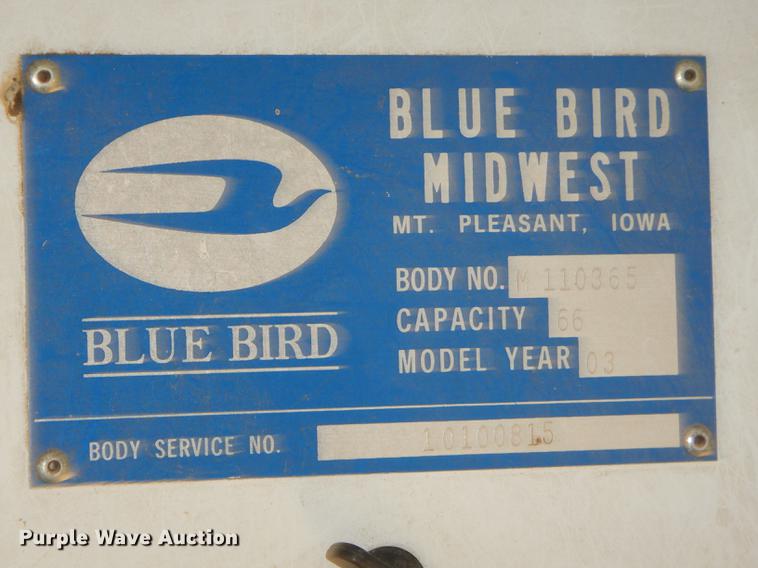 BLUE BIRD
MIDWEST
MT. PLEASANT, IOWA
BODY NO. M 110365
CAPACITY 66
MODEL YEAR 03
BLUE BIRD
BODY SERVICE NO. 10100815
Purple Wave Auction